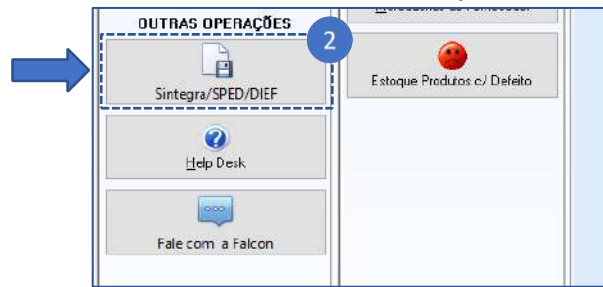 OUTRAS OPERAÇÕES
2
Sintegra/SPED/DIEF
Estoque Produtos c/ Defeito
Help Desk
Fale com a Falcon